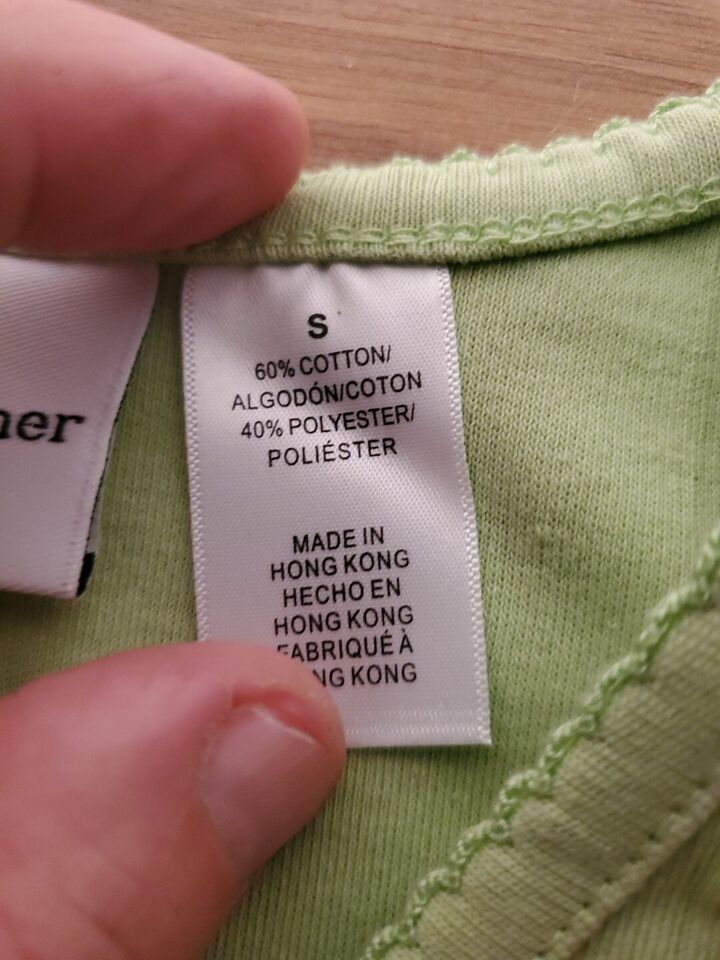 S
60% COTTON/
ALGODÓN/COTON
40% POLYESTER/
POLIÉSTER
MADE IN
HONG KONG
HECHO EN
HONG KONG
FABRIQUÉ À
KONG